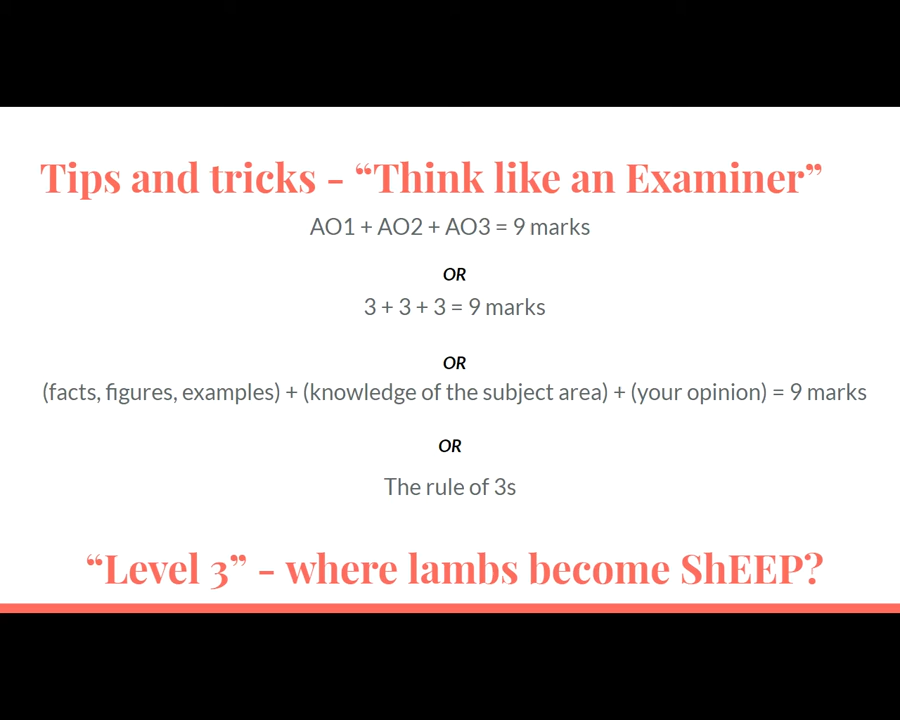 Tips and tricks - “Think like an Examiner”
AO1 + AO2 + AO3 = 9 marks
OR
3 + 3 + 3 = 9 marks
OR
(facts, figures, examples) + (knowledge of the subject area) + (your opinion) = 9 marks
OR
The rule of 3s
“Level 3” - where lambs become ShEEP?